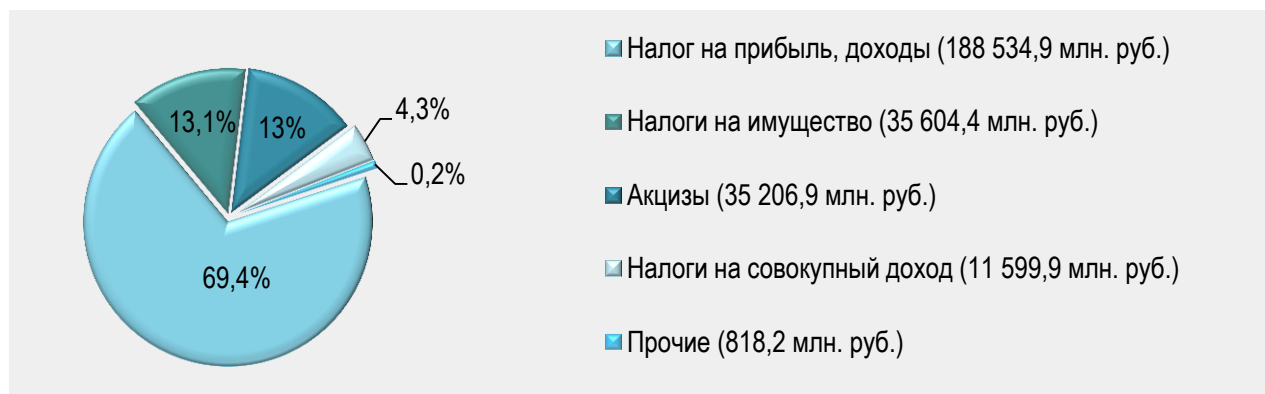 13,1%
13%
4,3%
0,2%
69,4%
Налог на прибыль, доходы (188 534,9 млн. руб.)
Налоги на имущество (35 604,4 млн. руб.)
Акцизы (35 206,9 млн. руб.)
Налоги на совокупный доход (11 599,9 млн. руб.)
Прочие (818,2 млн. руб.)